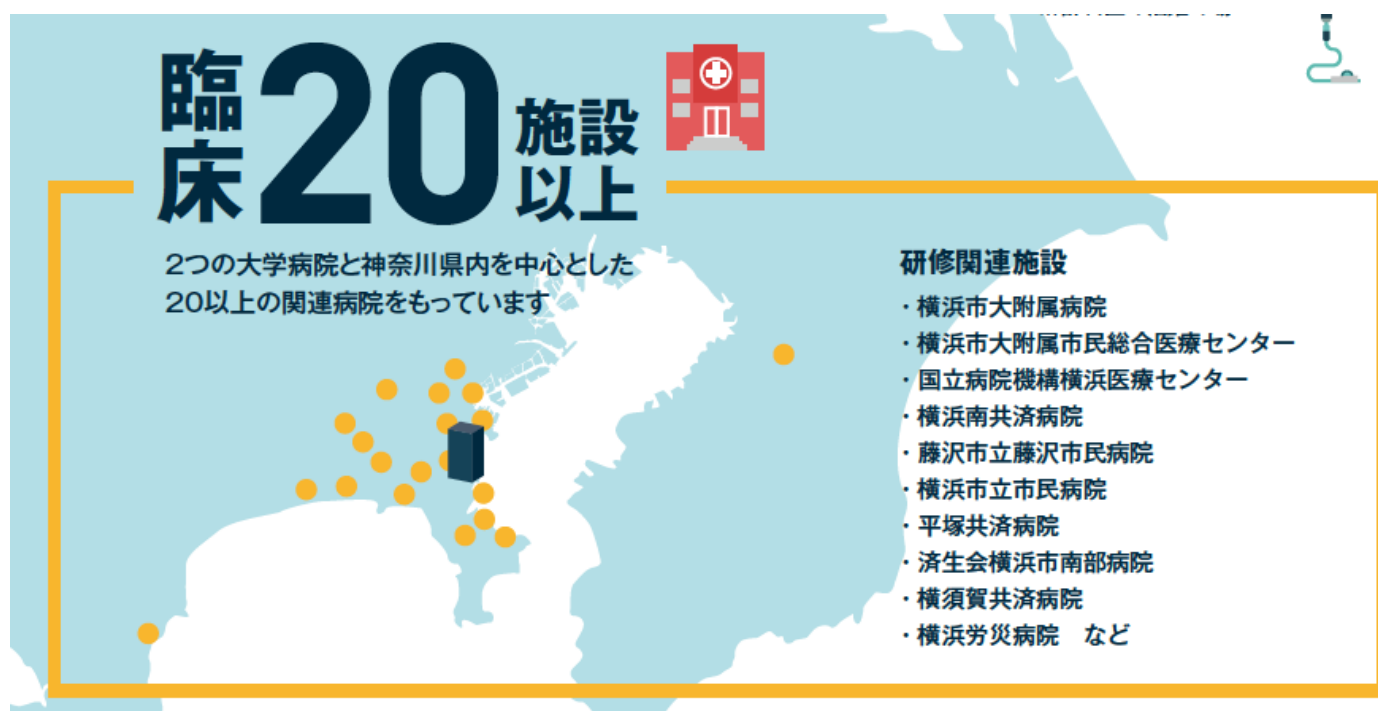 臨床20施設以上
2つの大学病院と神奈川県内を中心とした
20以上の関連病院をもっています
研修関連施設
・横浜市大附属病院
・横浜市大附属市民総合医療センター
・国立病院機構横浜医療センター
・横浜南共済病院
・藤沢市立藤沢市民病院
・横浜市立市民病院
・平塚共済病院
・済生会横浜市南部病院
・横須賀共済病院
・横浜労災病院　など